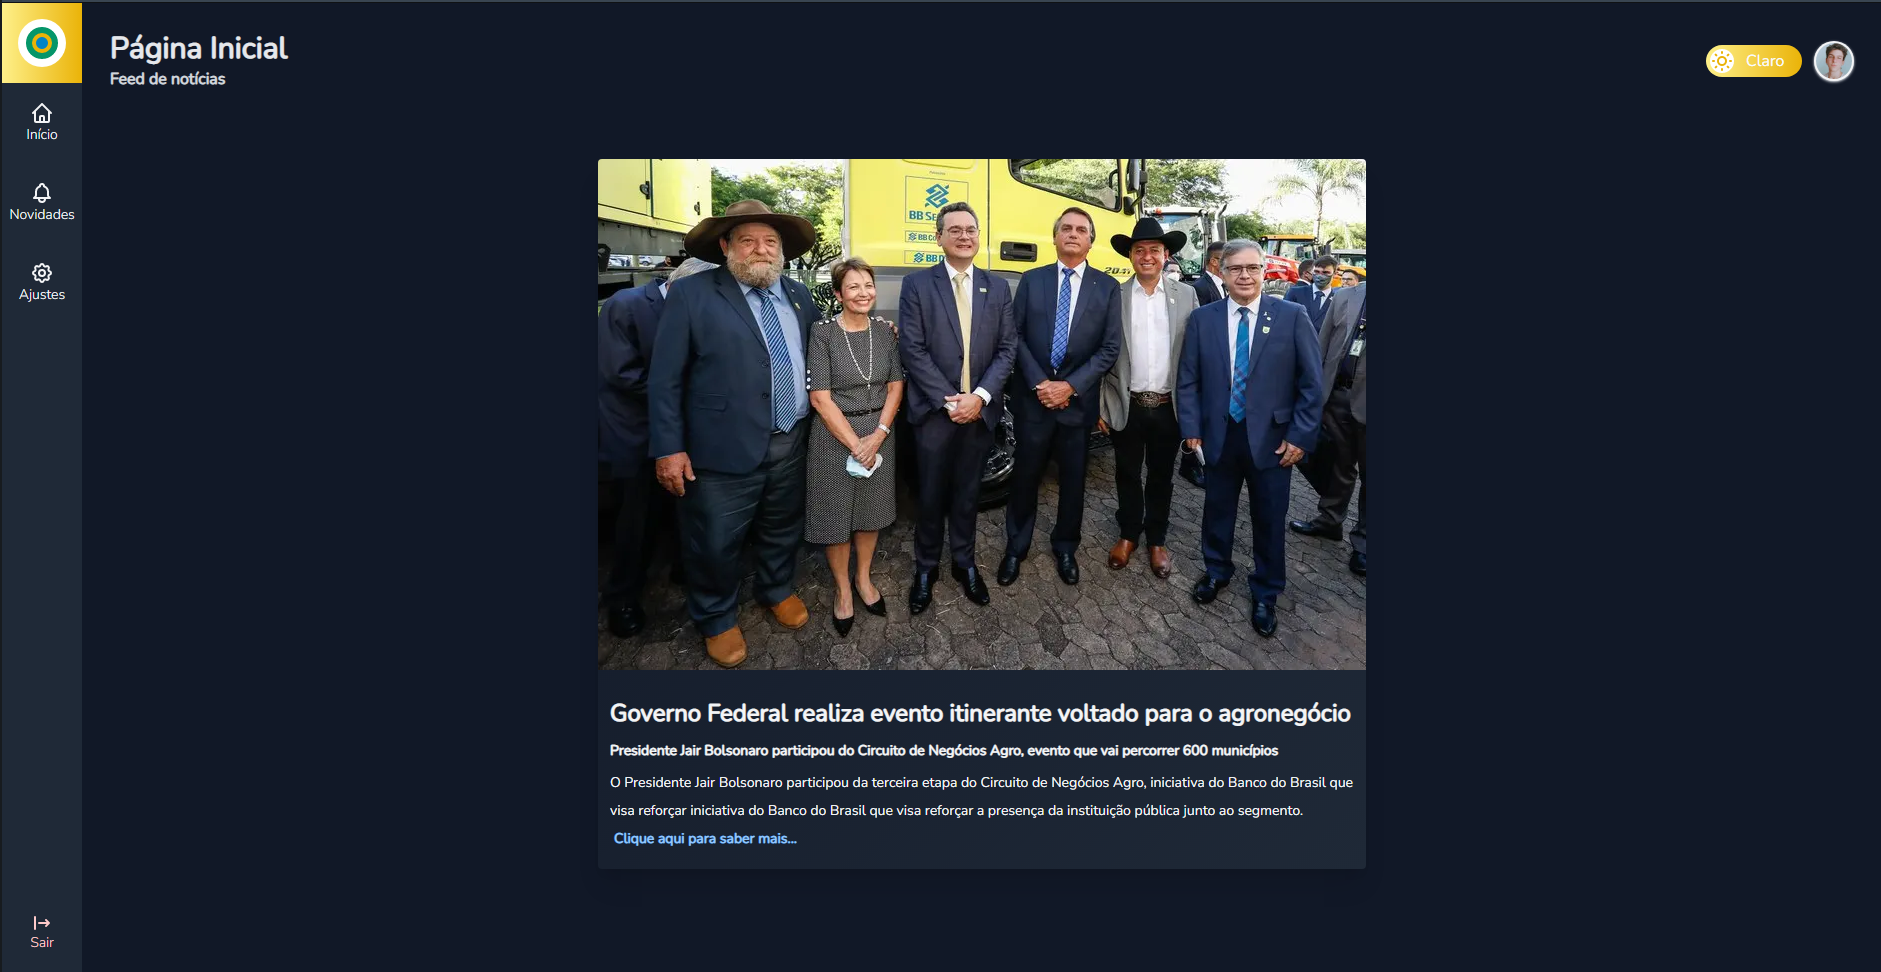 Página Inicial
Feed de notícias
Claro
Início
Novidades
Ajustes
Sair
BB
BB
BB
Governo Federal realiza evento itinerante voltado para o agronegócio
Presidente Jair Bolsonaro participou do Circuito de Negócios Agro, evento que vai percorrer 600 municípios
O Presidente Jair Bolsonaro participou da terceira etapa do Circuito de Negócios Agro, iniciativa do Banco do Brasil que
visa reforçar iniciativa do Banco do Brasil que visa reforçar a presença da instituição pública junto ao segmento.
Clique aqui para saber mais...